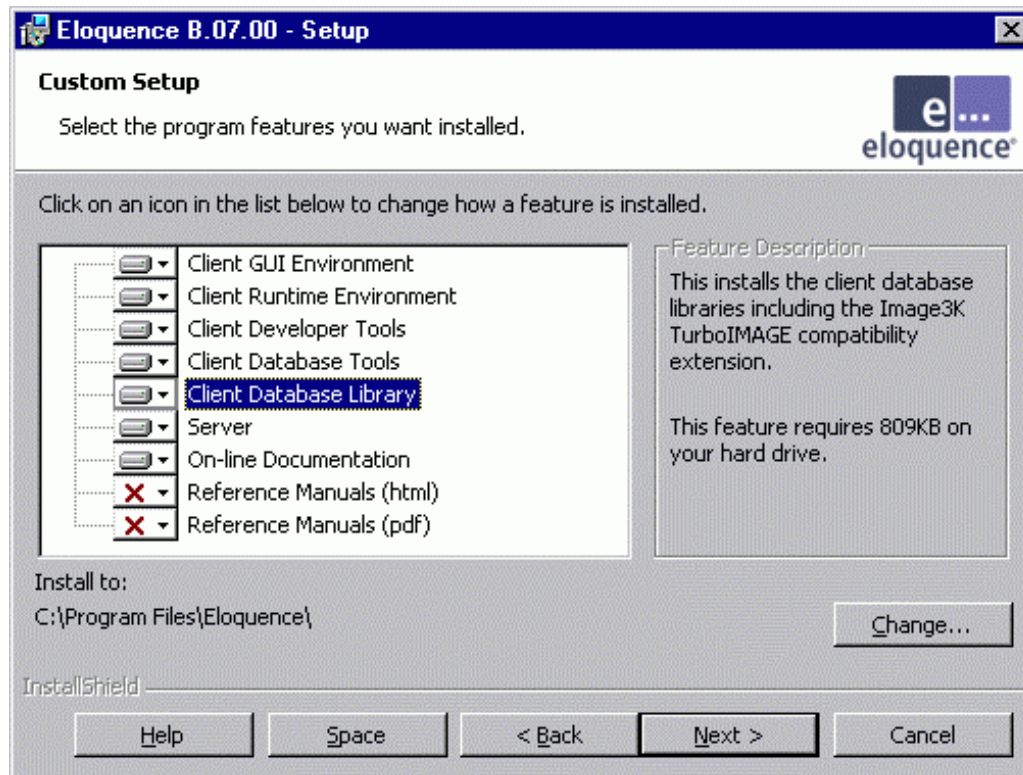 Eloquence B.07.00 - Setup
Custom Setup
Select the program features you want installed.
e...
eloquence
Click on an icon in the list below to change how a feature is installed.
Client GUI Environment
Client Runtime Environment
Client Developer Tools
Client Database Tools
Client Database Library
Server
On-line Documentation
Reference Manuals (html)
Reference Manuals (pdf)
Feature Description
This installs the client database
libraries including the Image3K
TurboIMAGE compatibility
extension.
This feature requires 809KB on
your hard drive.
Install to:
C:\Program Files\Eloquence\
Change...
InstallShield
Help
Space
< Back
Next >
Cancel